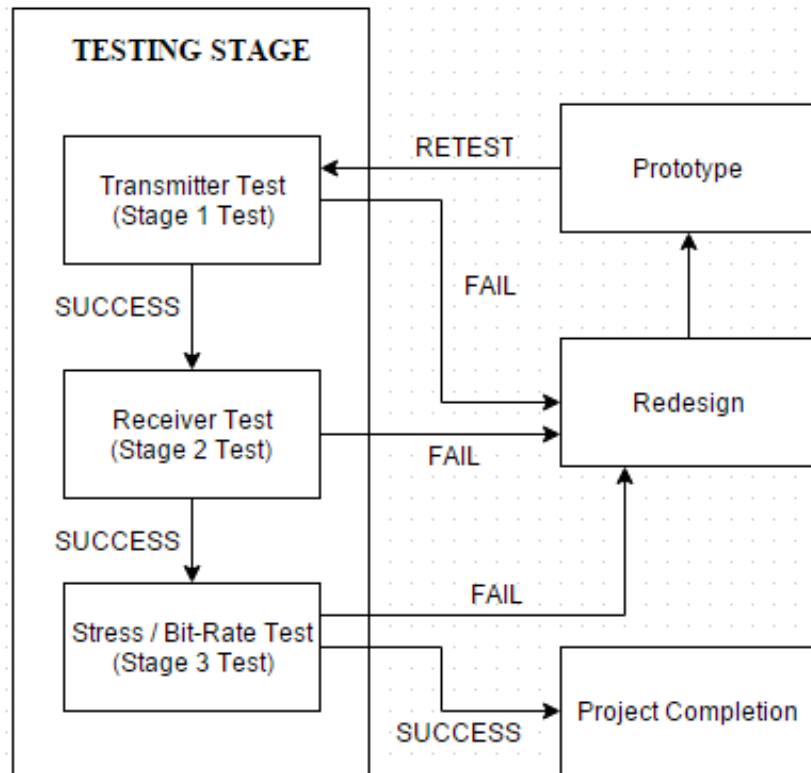 TESTING STAGE
Transmitter Test
(Stage 1 Test)
RETEST
Prototype
FAIL
SUCCESS
Receiver Test
(Stage 2 Test)
FAIL
Redesign
SUCCESS
Stress / Bit-Rate Test
(Stage 3 Test)
FAIL
SUCCESS
Project Completion